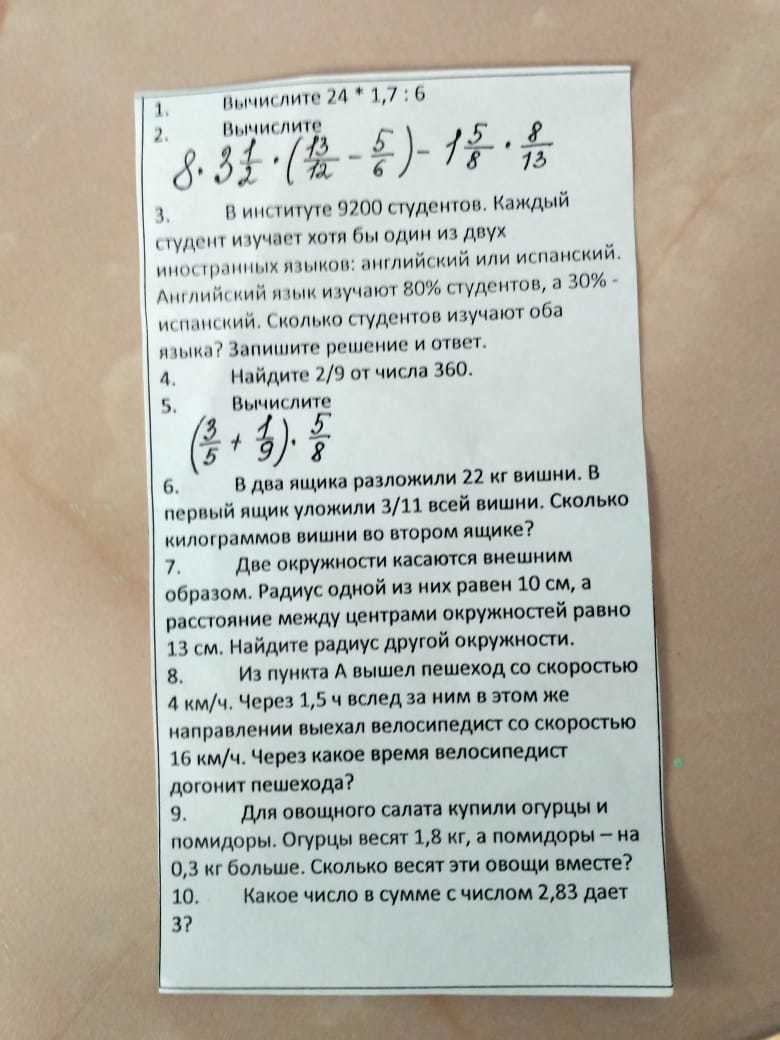 1. Вычислите 24 * 1,7 : 6
2. Вычислите
8 · 3 1/2 · (13/12 - 5/6) - 1 5/8 · 8/13
3. В институте 9200 студентов. Каждый
студент изучает хотя бы один из двух
иностранных языков: английский или испанский.
Английский язык изучают 80% студентов, а 30% -
испанский. Сколько студентов изучают оба
языка? Запишите решение и ответ.
4. Найдите 2/9 от числа 360.
5. Вычислите
(3/5 + 1/9) · 5/8
6. В два ящика разложили 22 кг вишни. В
первый ящик уложили 3/11 всей вишни. Сколько
килограммов вишни во втором ящике?
7. Две окружности касаются внешним
образом. Радиус одной из них равен 10 см, а
расстояние между центрами окружностей равно
13 см. Найдите радиус другой окружности.
8. Из пункта А вышел пешеход со скоростью
4 км/ч. Через 1,5 ч вслед за ним в этом же
направлении выехал велосипедист со скоростью
16 км/ч. Через какое время велосипедист
догонит пешехода?
9. Для овощного салата купили огурцы и
помидоры. Огурцы весят 1,8 кг, а помидоры – на
0,3 кг больше. Сколько весят эти овощи вместе?
10. Какое число в сумме с числом 2,83 дает
3?